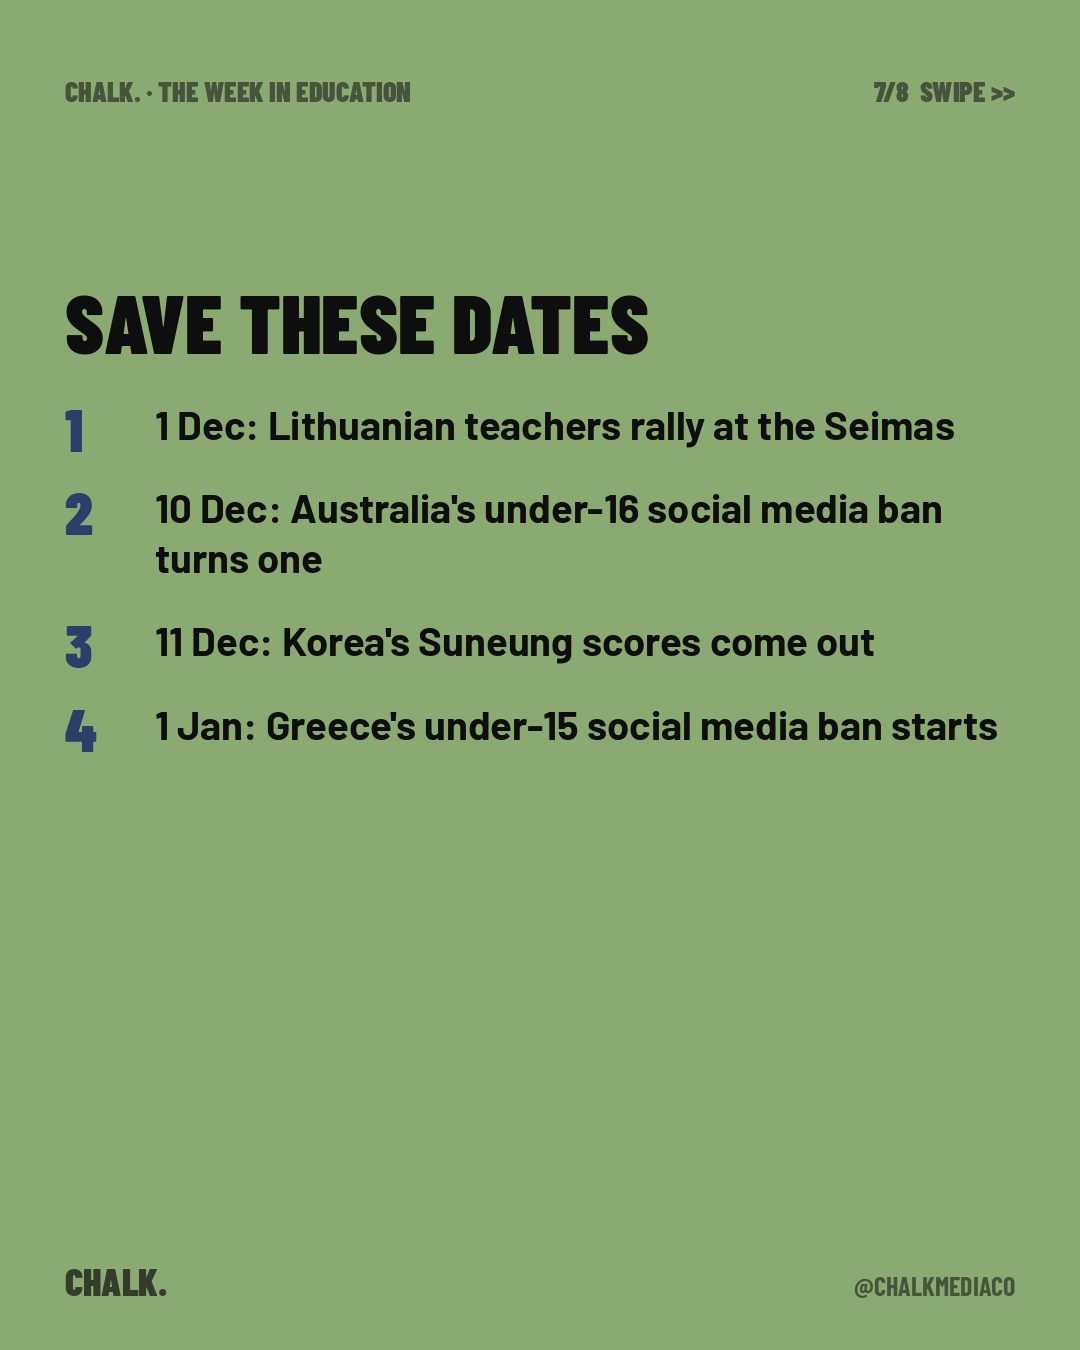 CHALK. · THE WEEK IN EDUCATION
7/8 SWIPE >>
SAVE THESE DATES
1 1 Dec: Lithuanian teachers rally at the Seimas
2 10 Dec: Australia's under-16 social media ban
turns one
3 11 Dec: Korea's Suneung scores come out
4 1 Jan: Greece's under-15 social media ban starts
CHALK.
@CHALKMEDIACO